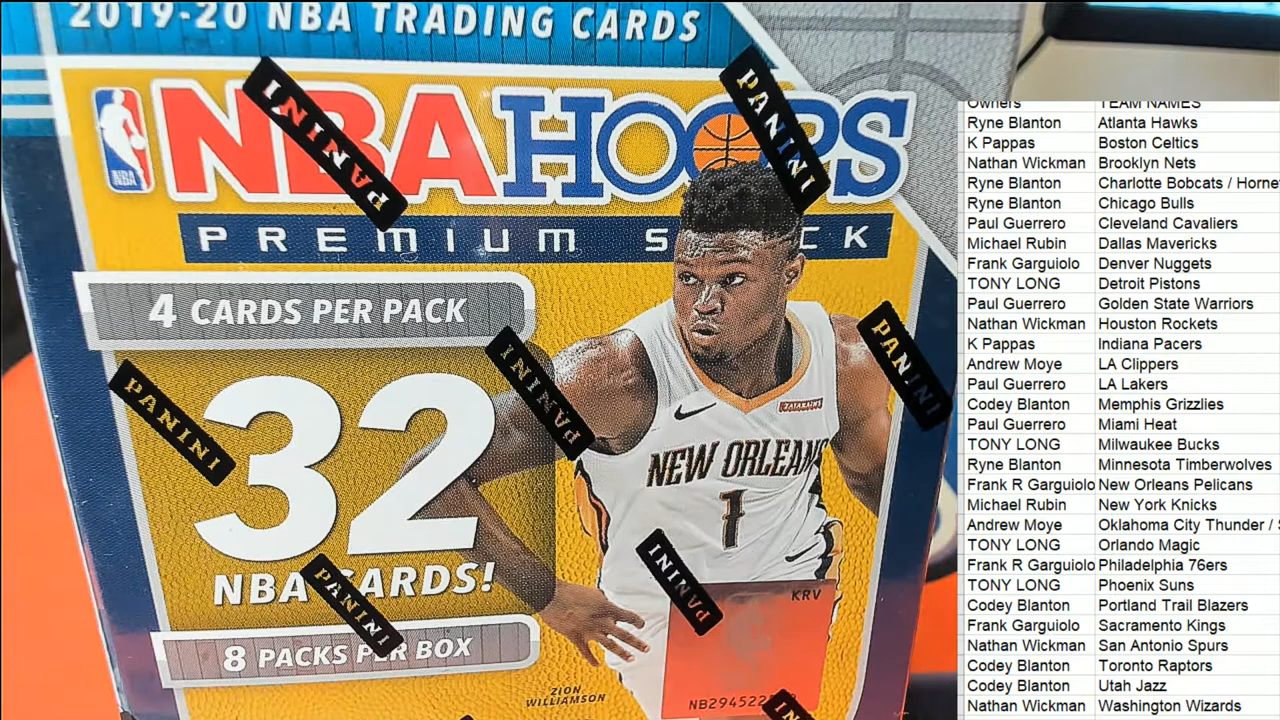 2019-20 NBA TRADING CARDS
NBA HOOPS
NBA
PREMIUM
4 CARDS PER PACK
32
NBA CARDS!
8 PACKS PER BOX
ZION
WILLIAMSON
NEW ORLEANS
1
ZATARAIN'S
KRV
PANINI
PANINI
PANINI
PANINI
PANINI
PANINI
PANINI
Owners TEAM NAMES
Ryne Blanton Atlanta Hawks
K Pappas Boston Celtics
Nathan Wickman Brooklyn Nets
Ryne Blanton Charlotte Bobcats / Horne
Ryne Blanton Chicago Bulls
Paul Guerrero Cleveland Cavaliers
Michael Rubin Dallas Mavericks
Frank Garguiolo Denver Nuggets
TONY LONG Detroit Pistons
Paul Guerrero Golden State Warriors
Nathan Wickman Houston Rockets
K Pappas Indiana Pacers
Andrew Moye LA Clippers
Paul Guerrero LA Lakers
Codey Blanton Memphis Grizzlies
Paul Guerrero Miami Heat
TONY LONG Milwaukee Bucks
Ryne Blanton Minnesota Timberwolves
Frank R Garguiolo New Orleans Pelicans
Michael Rubin New York Knicks
Andrew Moye Oklahoma City Thunder /
TONY LONG Orlando Magic
Frank R Garguiolo Philadelphia 76ers
TONY LONG Phoenix Suns
Codey Blanton Portland Trail Blazers
Frank Garguiolo Sacramento Kings
Nathan Wickman San Antonio Spurs
Codey Blanton Toronto Raptors
Codey Blanton Utah Jazz
Nathan Wickman Washington Wizards